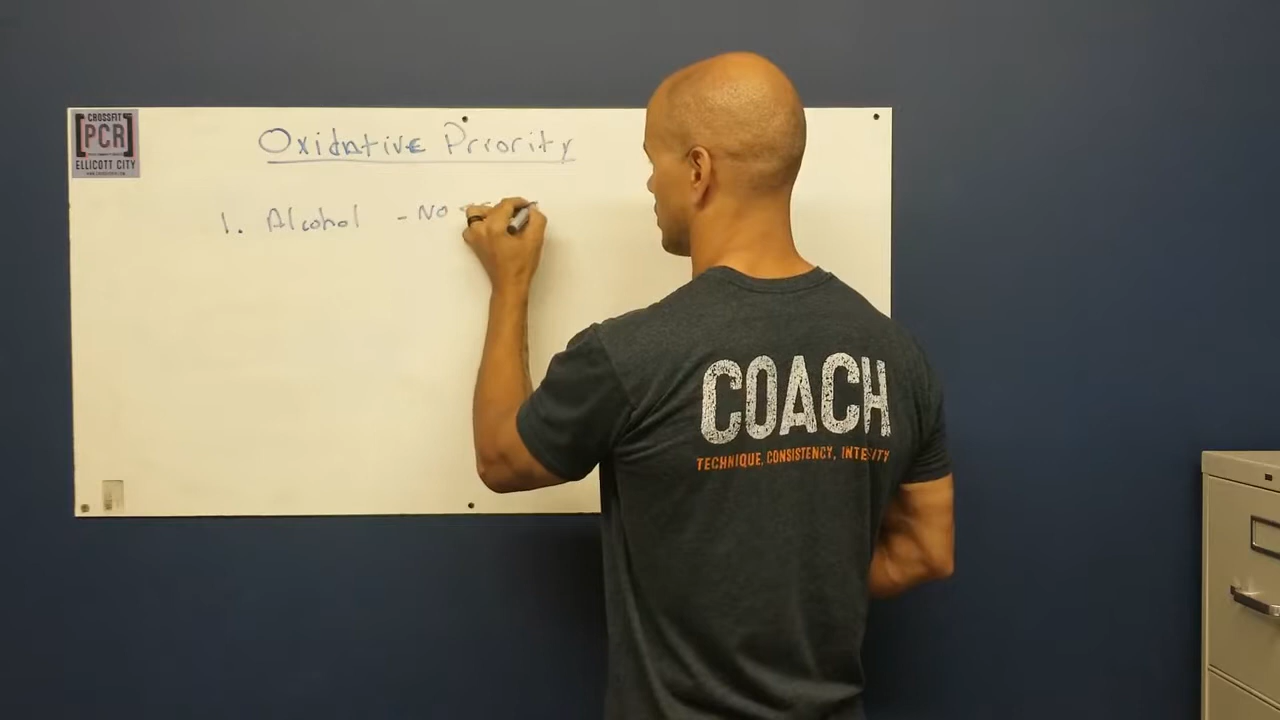 CROSSFIT
[PCR]
ELLICOTT CITY
Oxidative Priority
1. Alcohol - No
COACH
TECHNIQUE, CONSISTENCY, INTENSITY